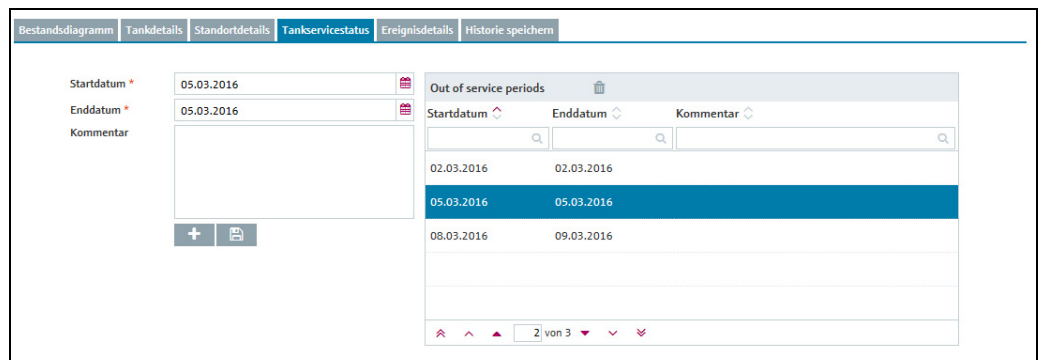 Bestandsdiagramm Tankdetails Standortdetails Tankservicestatus Ereignisdetails Historie speichern
Startdatum * 05.03.2016
Enddatum * 05.03.2016
Kommentar
Out of service periods
Startdatum Enddatum Kommentar
02.03.2016 02.03.2016
05.03.2016 05.03.2016
08.03.2016 09.03.2016
2 von 3